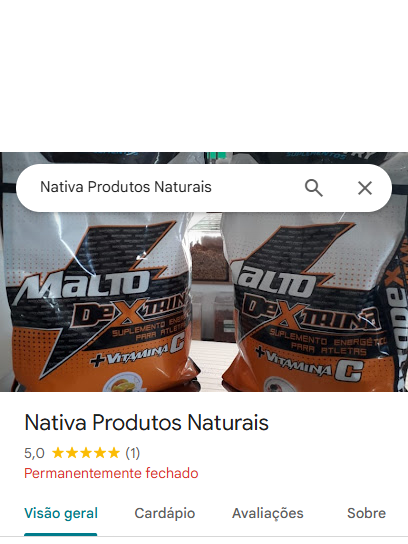 Nativa Produtos Naturais
MALTO
DEXTRINA
SUPLEMENTO ENERGÉTICO
PARA ATLETAS
+VITAMINA C
MALTO
DEXTRINA
SUPLEMENTO ENERGÉTI
PARA ATLETAS
+VITAMINA C
Nativa Produtos Naturais
5,0 ★★★★★ (1)
Permanentemente fechado
Visão geral Cardápio Avaliações Sobre